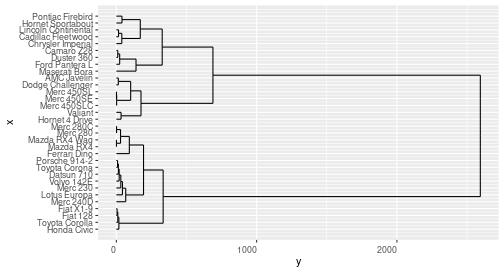 Pontiac Firebird
Hornet Sportabout
Lincoln Continental
Cadillac Fleetwood
Chrysler Imperial
Camaro Z28
Duster 360
Ford Pantera L
Maserati Bora
AMC Javelin
Dodge Challenger
Merc 450SL
Merc 450SE
Merc 450SLC
Valiant
Hornet 4 Drive
Merc 280C
Merc 280
Mazda RX4 Wag
Mazda RX4
Ferrari Dino
Porsche 914-2
Toyota Corona
Datsun 710
Volvo 142E
Merc 230
Lotus Europa
Merc 240D
Fiat X1-9
Fiat 128
Toyota Corolla
Honda Civic
x
0 1000 2000
y